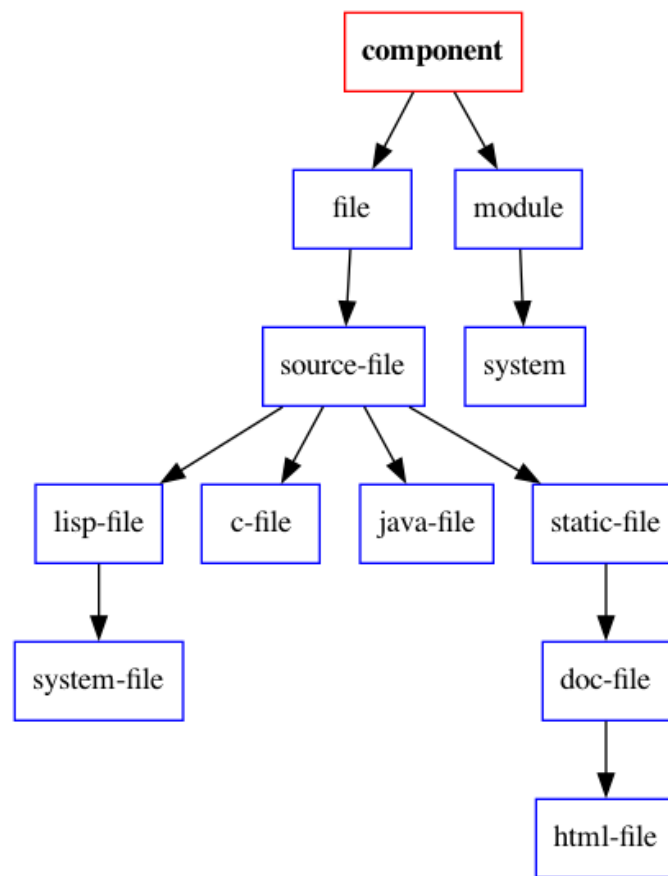 component
file
module
source-file
system
lisp-file
c-file
java-file
static-file
system-file
doc-file
html-file